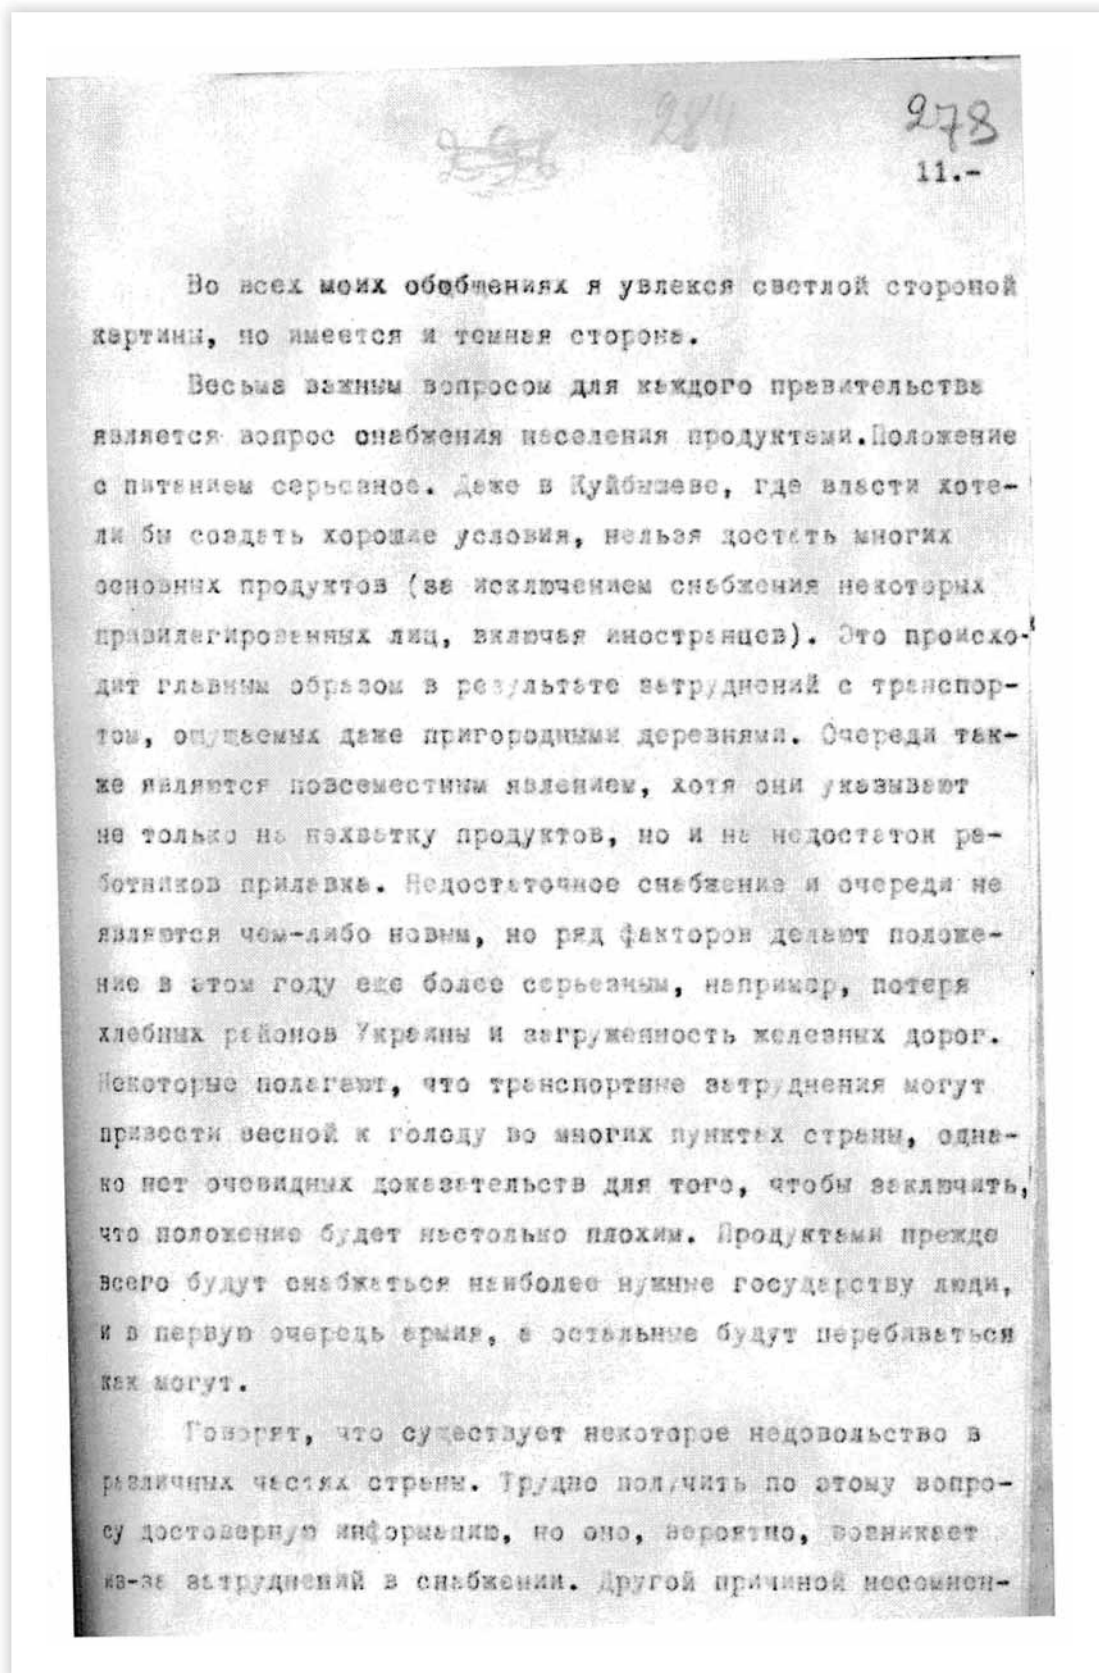 284
278
11.-
Во всех моих обобщениях я увлекся светлой стороной
картины, но имеется и темная сторона.
Весьма важным вопросом для каждого правительства
является вопрос снабжения населения продуктами.Положение
с питанием серьезное. Даже в Куйбышеве, где власти хоте-
ли бы создать хорошие условия, нельзя достать многих
основных продуктов (за исключением снабжения некоторых
привилегированных лиц, включая иностранцев). Это происхо-
дит главным образом в результате затруднений с транспор-
том, ощущаемых даже пригородными деревнями. Очереди так-
же являются повсеместным явлением, хотя они указывают
не только на нехватку продуктов, но и на недостаток ра-
ботников прилавка. Недостаточное снабжение и очереди не
являются чем-либо новым, но ряд факторов делают положе-
ние в этом году еще более серьезным, например, потеря
хлебных районов Украины и загруженность железных дорог.
Некоторые полагают, что транспортные затруднения могут
привести весной к голоду во многих пунктах страны, одна-
ко нет очевидных доказательств для того, чтобы заключить,
что положение будет настолько плохим. Продуктами прежде
всего будут снабжаться наиболее нужные государству люди,
и в первую очередь армия, а остальные будут перебиваться
как могут.
Говорят, что существует некоторое недовольство в
различных частях страны. Трудно получить по этому вопро-
су достоверную информацию, но оно, вероятно, возникает
из-за затруднений в снабжении. Другой причиной несомнен-